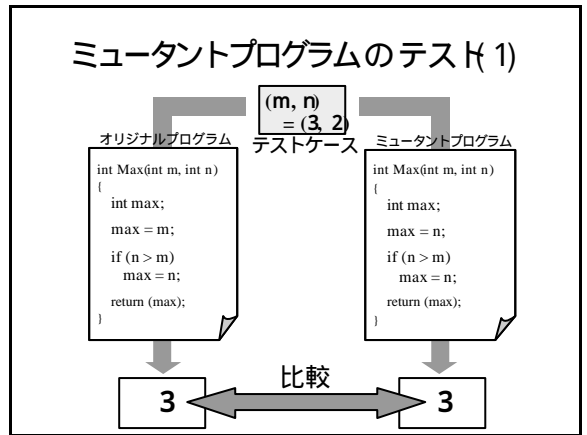 ミュータントプログラムのテスト(1)
(m, n)
= (3, 2)
テストケース
オリジナルプログラム
int Max(int m, int n)
{
int max;
max = m;
if (n > m)
max = n;
return (max);
}
ミュータントプログラム
int Max(int m, int n)
{
int max;
max = n;
if (n > m)
max = n;
return (max);
}
比較
3
3